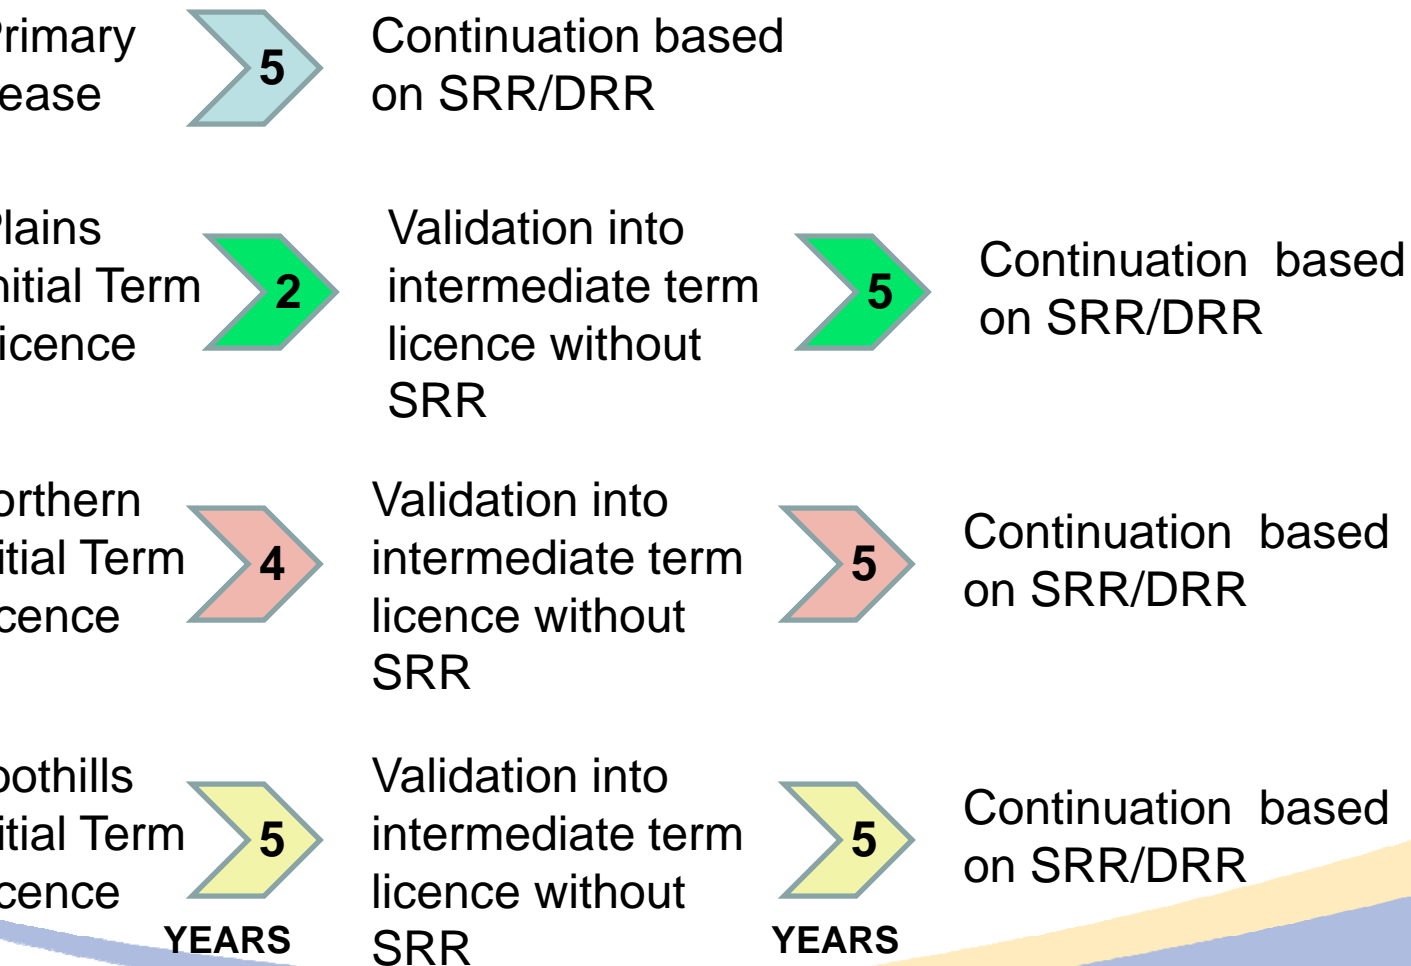 Primary
ease
5
Continuation based
on SRR/DRR
Plains
nitial Term
icence
2
Validation into
intermediate term
licence without
SRR
5
Continuation based
on SRR/DRR
orthern
itial Term
cence
4
Validation into
intermediate term
licence without
SRR
5
Continuation based
on SRR/DRR
oothills
itial Term
cence
5
Validation into
intermediate term
licence without
SRR
5
Continuation based
on SRR/DRR
YEARS
YEARS